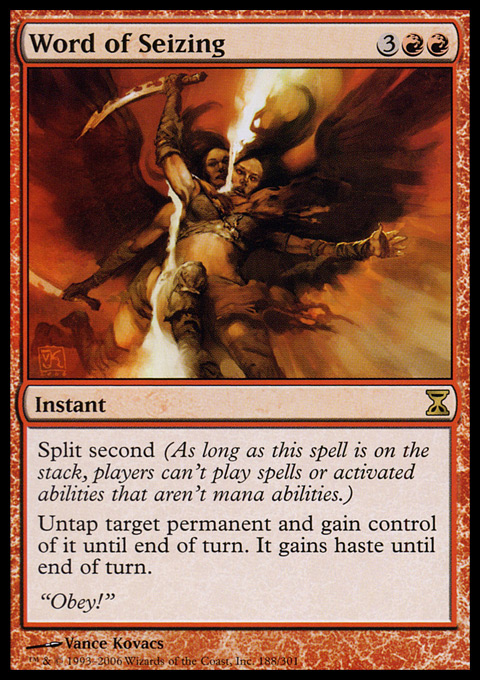 Word of Seizing 3
Instant
Split second (As long as this spell is on the
stack, players can't play spells or activated
abilities that aren't mana abilities.)
Untap target permanent and gain control
of it until end of turn. It gains haste until
end of turn.
“Obey!”
Vance Kovacs
™ & © 1993-2006 Wizards of the Coast, Inc. 188/301